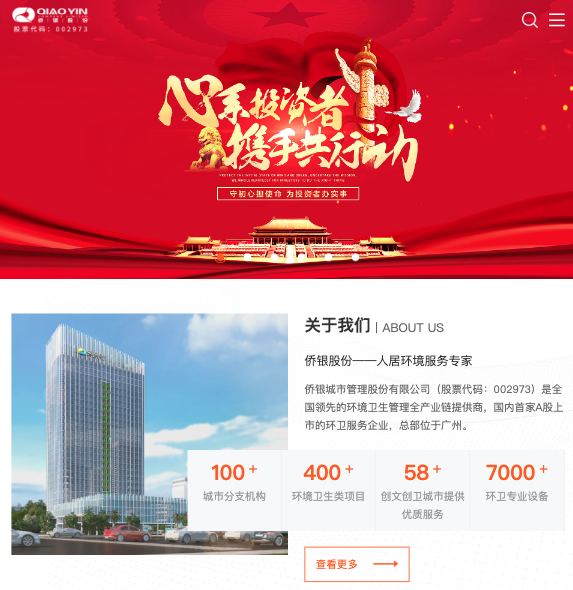 QIAOYIN
侨银股份
股票代码：002973
心系投资者
携手共行动
守初心担使命 为投资者办实事
关于我们 | ABOUT US
侨银股份——人居环境服务专家
侨银城市管理股份有限公司（股票代码：002973）是全
国领先的环境卫生管理全产业链提供商，国内首家A股上
市的环卫服务企业，总部位于广州。
100 + 400 + 58 + 7000 +
城市分支机构 环境卫生类项目 创文创卫城市提供 环卫专业设备
优质服务
查看更多